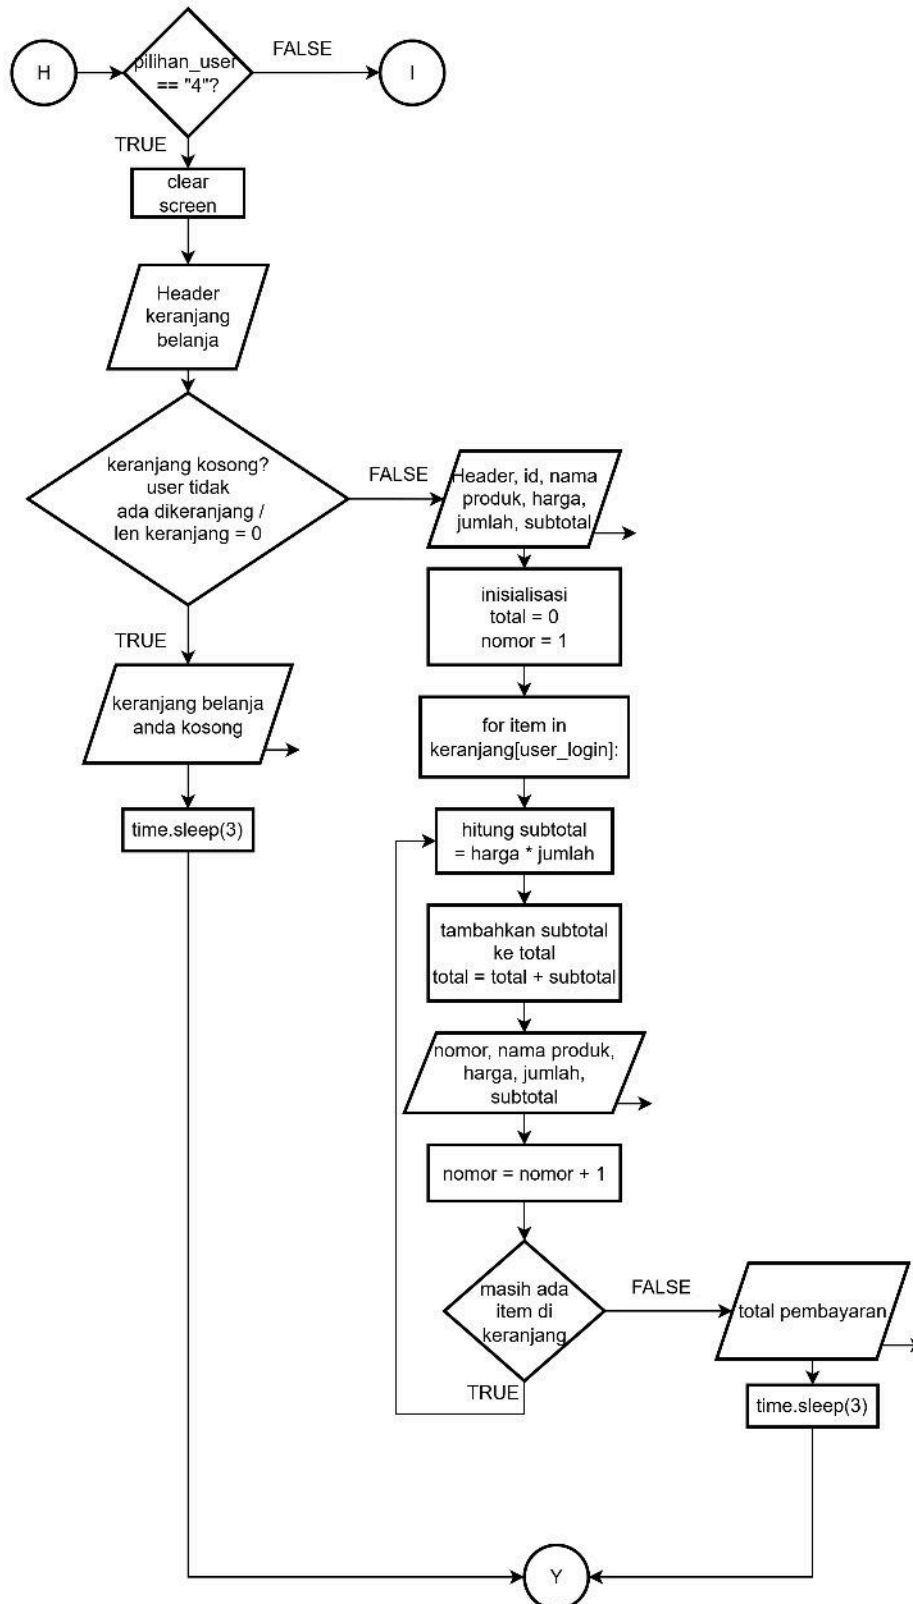 H
pilihan_user
== "4"?
FALSE
I
TRUE
clear
screen
Header
keranjang
belanja
keranjang kosong?
user tidak
ada dikeranjang /
len keranjang = 0
FALSE
Header, id, nama
produk, harga,
jumlah, subtotal
inisialisasi
total = 0
nomor = 1
TRUE
keranjang belanja
anda kosong
time.sleep(3)
for item in
keranjang[user_login]:
hitung subtotal
= harga * jumlah
tambahkan subtotal
ke total
total = total + subtotal
nomor, nama produk,
harga, jumlah,
subtotal
nomor = nomor + 1
masih ada
item di
keranjang
FALSE
total pembayaran
TRUE
time.sleep(3)
Y